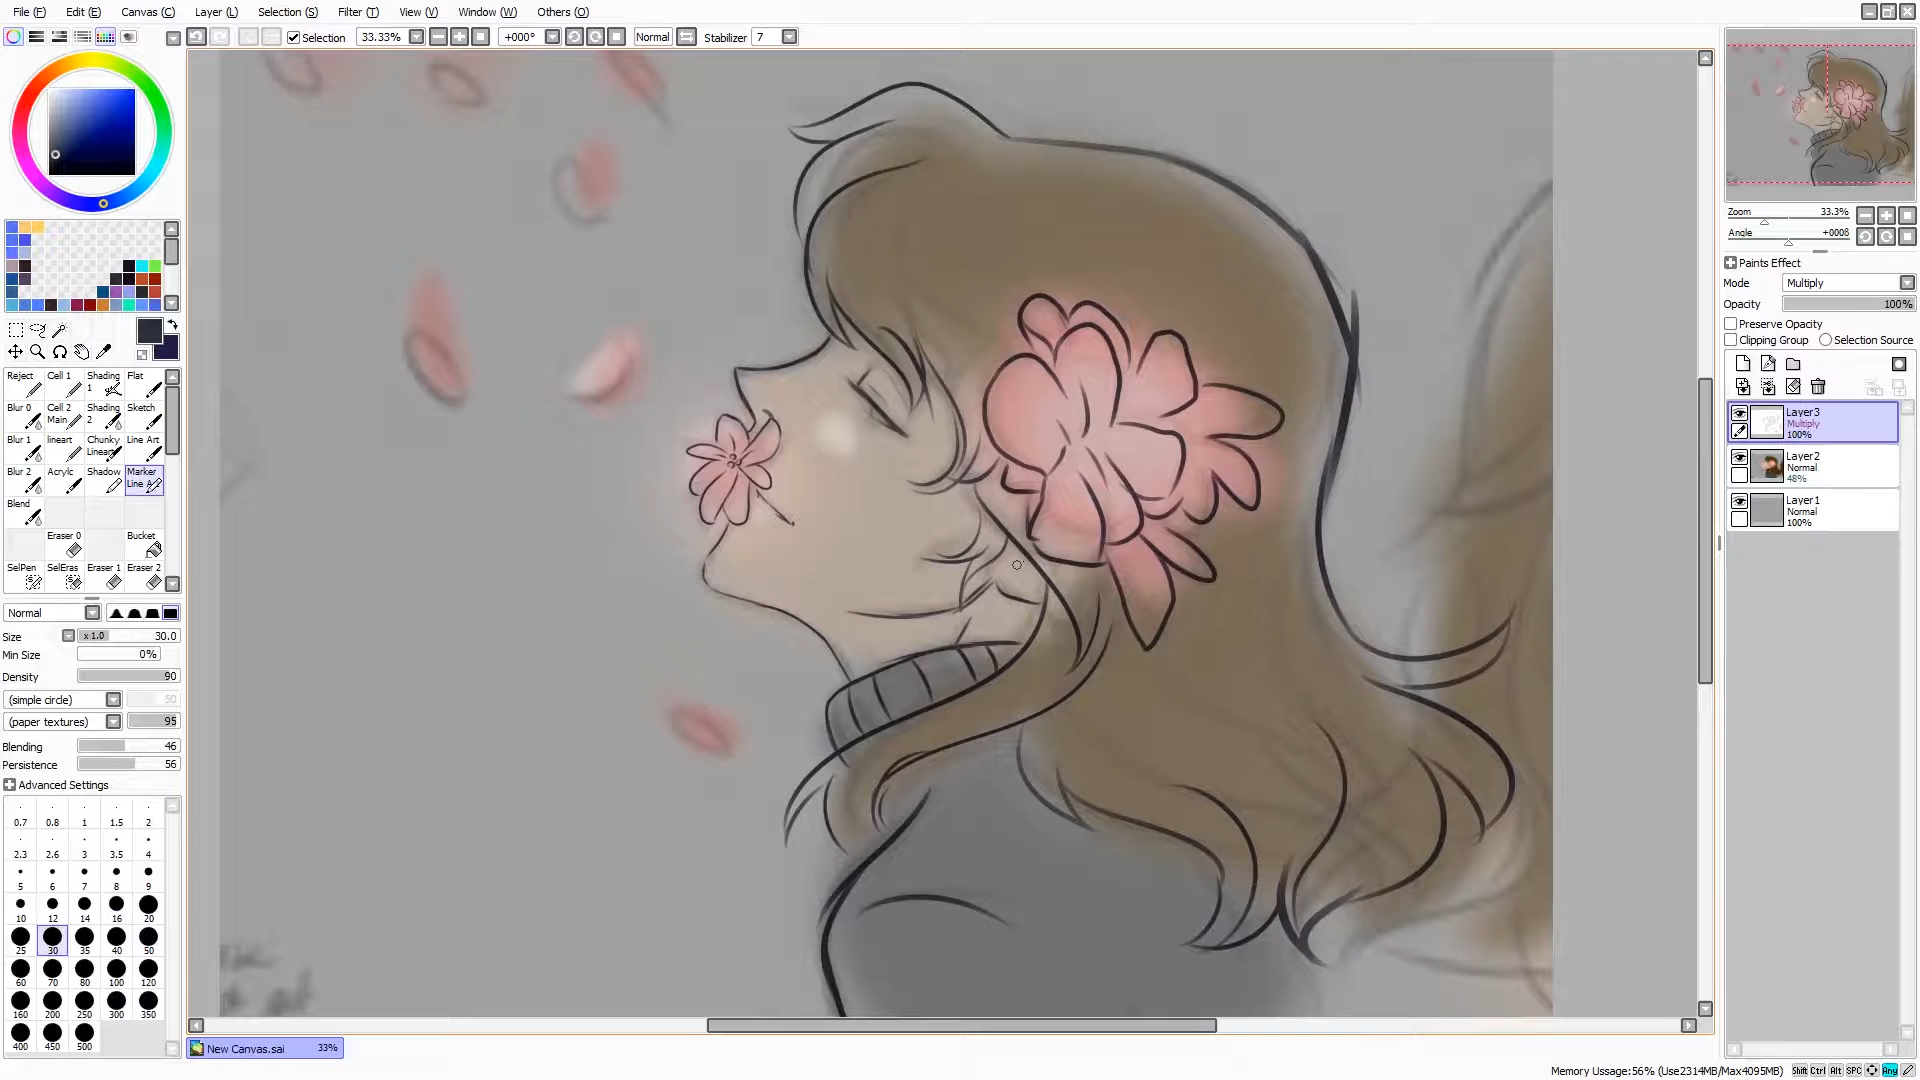 File (F) Edit (E) Canvas (C) Layer (L) Selection (S) Filter (T) View (V) Window (W) Others (O)
Selection 33.33% +000° Normal Stabilizer 7
Zoom 33.3%
Angle +000ß
Paints Effect
Mode Multiply
Opacity 100%
Preserve Opacity
Clipping Group Selection Source
Layer3
Multiply
100%
Layer2
Normal
48%
Layer1
Normal
100%
Reject Cell 1 Shading 1 Flat
Blur 0 Cell 2 Main Shading 2 Sketch
Blur 1 lineart Chunky Lineart Line Art
Blur 2 Acrylic Shadow Marker Line A
Blend
Eraser 0 Bucket
SelPen SelEras Eraser 1 Eraser 2
Normal
Size x 1.0 30.0
Min Size 0%
Density 90
(simple circle) 50
(paper textures) 95
Blending 46
Persistence 56
Advanced Settings
0.7 0.8 1 1.5 2
2.3 2.6 3 3.5 4
5 6 7 8 9
10 12 14 16 20
25 30 35 40 50
60 70 80 100 120
160 200 250 300 350
400 450 500
New Canvas.sai 33%
Memory Ussage:56% (Use2314MB/Max4095MB) Shift Ctrl Alt SPC Any